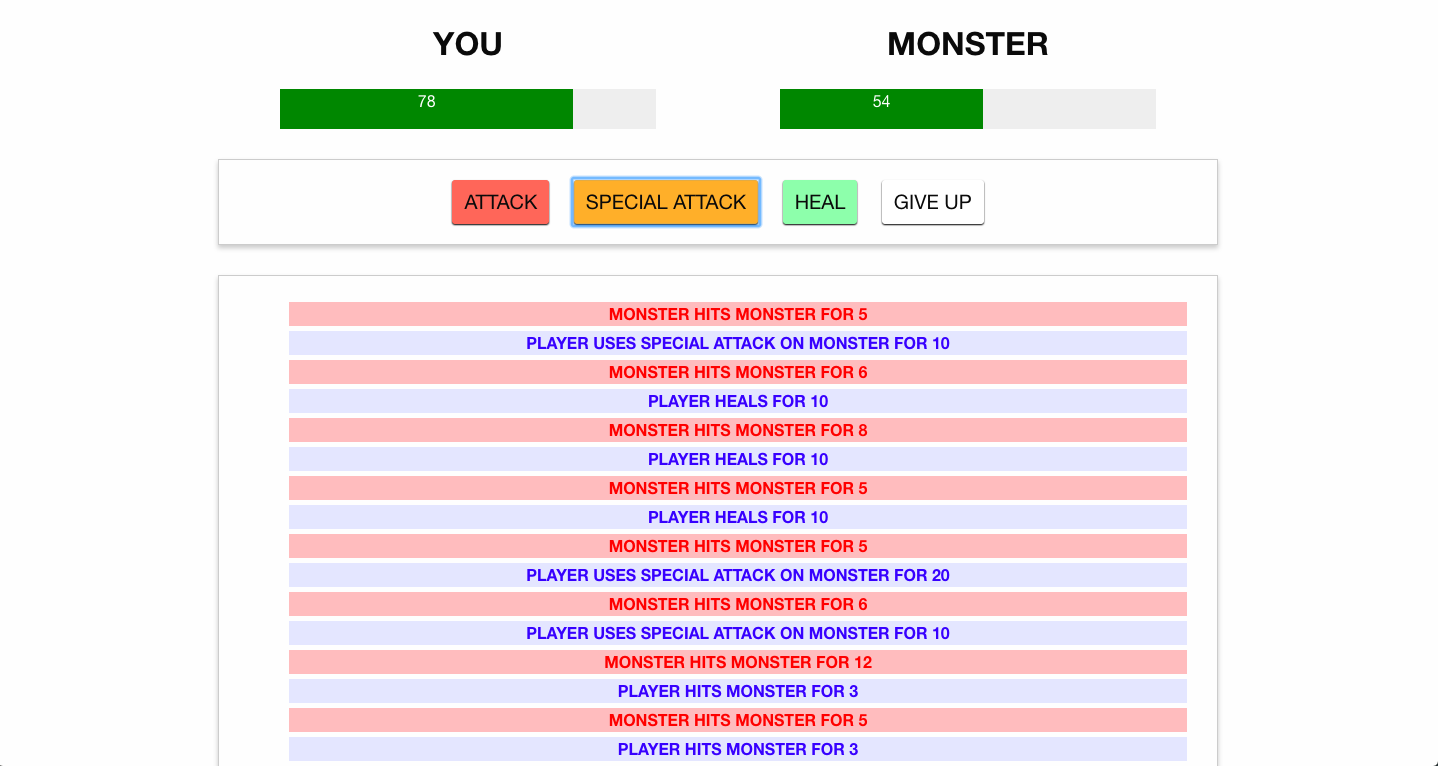 YOU MONSTER
78 54
ATTACK SPECIAL ATTACK HEAL GIVE UP
MONSTER HITS MONSTER FOR 5
PLAYER USES SPECIAL ATTACK ON MONSTER FOR 10
MONSTER HITS MONSTER FOR 6
PLAYER HEALS FOR 10
MONSTER HITS MONSTER FOR 8
PLAYER HEALS FOR 10
MONSTER HITS MONSTER FOR 5
PLAYER HEALS FOR 10
MONSTER HITS MONSTER FOR 5
PLAYER USES SPECIAL ATTACK ON MONSTER FOR 20
MONSTER HITS MONSTER FOR 6
PLAYER USES SPECIAL ATTACK ON MONSTER FOR 10
MONSTER HITS MONSTER FOR 12
PLAYER HITS MONSTER FOR 3
MONSTER HITS MONSTER FOR 5
PLAYER HITS MONSTER FOR 3